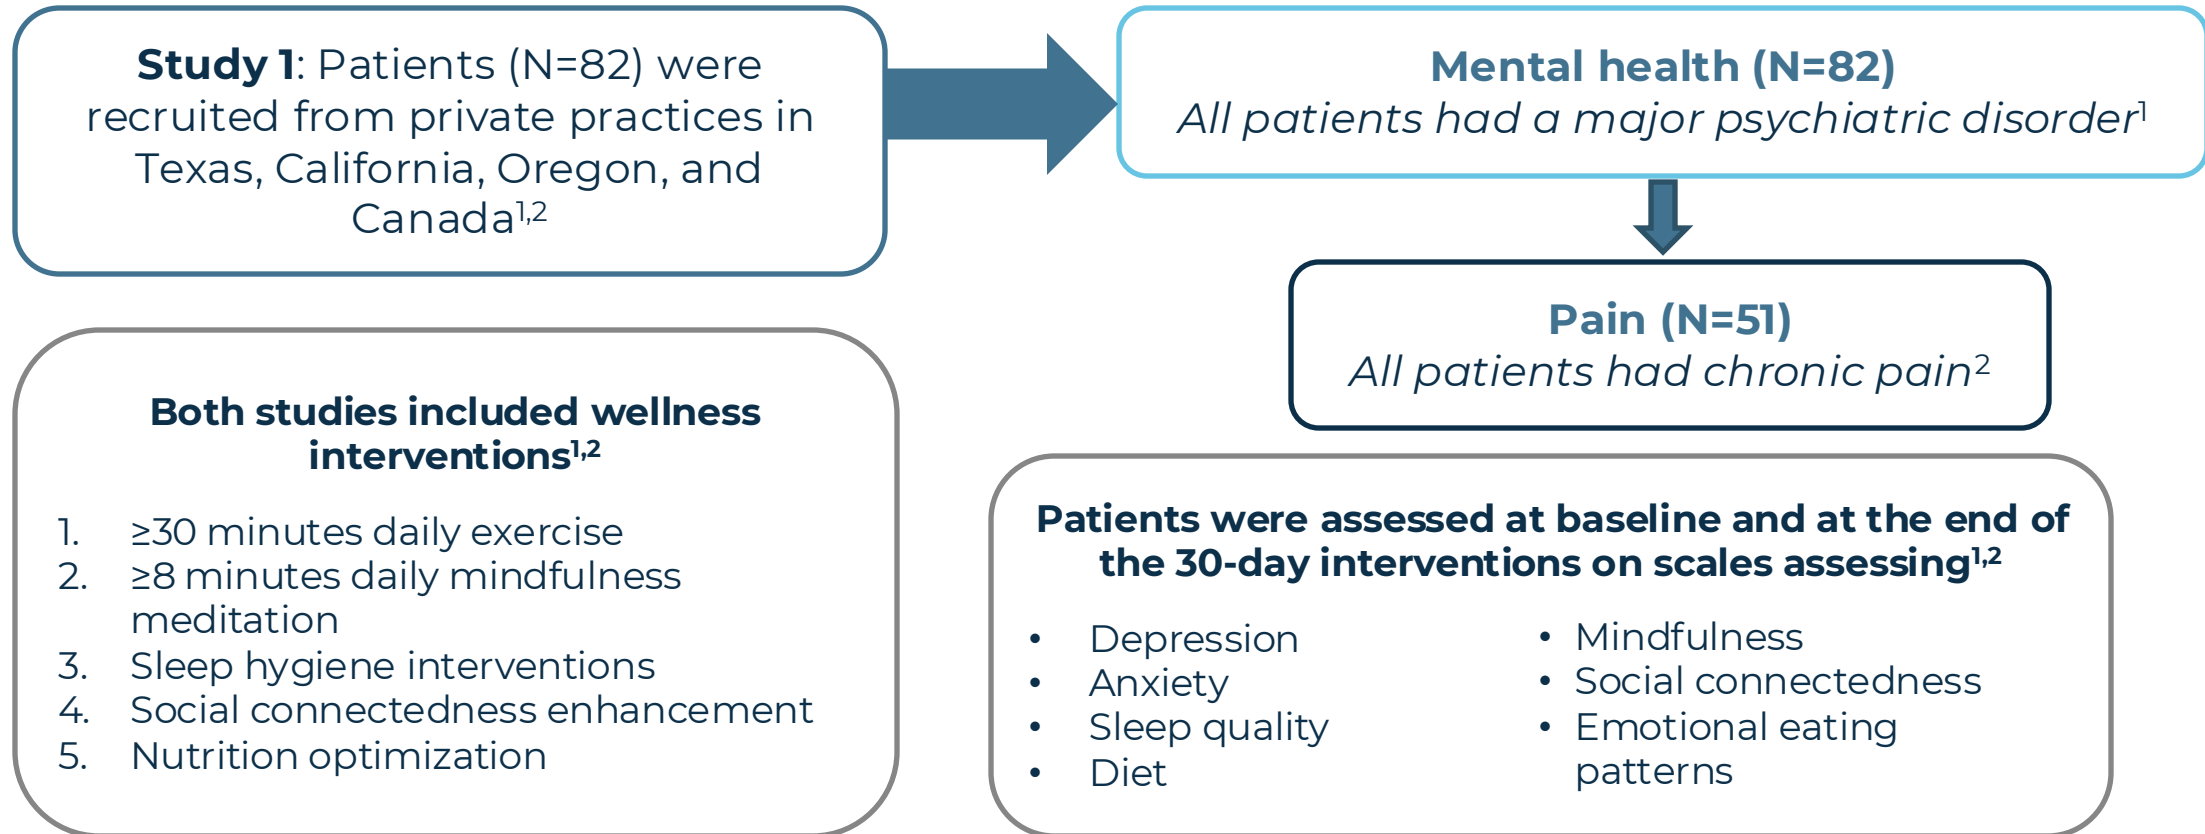 Study 1: Patients (N=82) were
recruited from private practices in
Texas, California, Oregon, and
Canada1,2
Mental health (N=82)
All patients had a major psychiatric disorder1
Pain (N=51)
All patients had chronic pain2
Both studies included wellness
interventions1,2
1. ≥30 minutes daily exercise
2. ≥8 minutes daily mindfulness
meditation
3. Sleep hygiene interventions
4. Social connectedness enhancement
5. Nutrition optimization
Patients were assessed at baseline and at the end of
the 30-day interventions on scales assessing1,2
• Depression
• Anxiety
• Sleep quality
• Diet
• Mindfulness
• Social connectedness
• Emotional eating
patterns